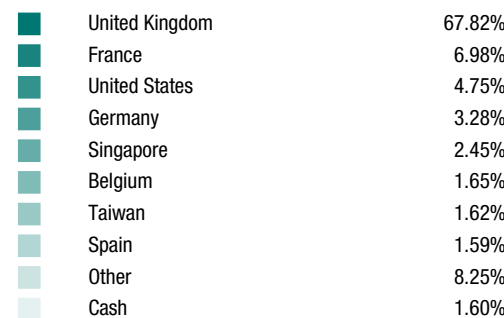 United Kingdom 67.82%
France 6.98%
United States 4.75%
Germany 3.28%
Singapore 2.45%
Belgium 1.65%
Taiwan 1.62%
Spain 1.59%
Other 8.25%
Cash 1.60%